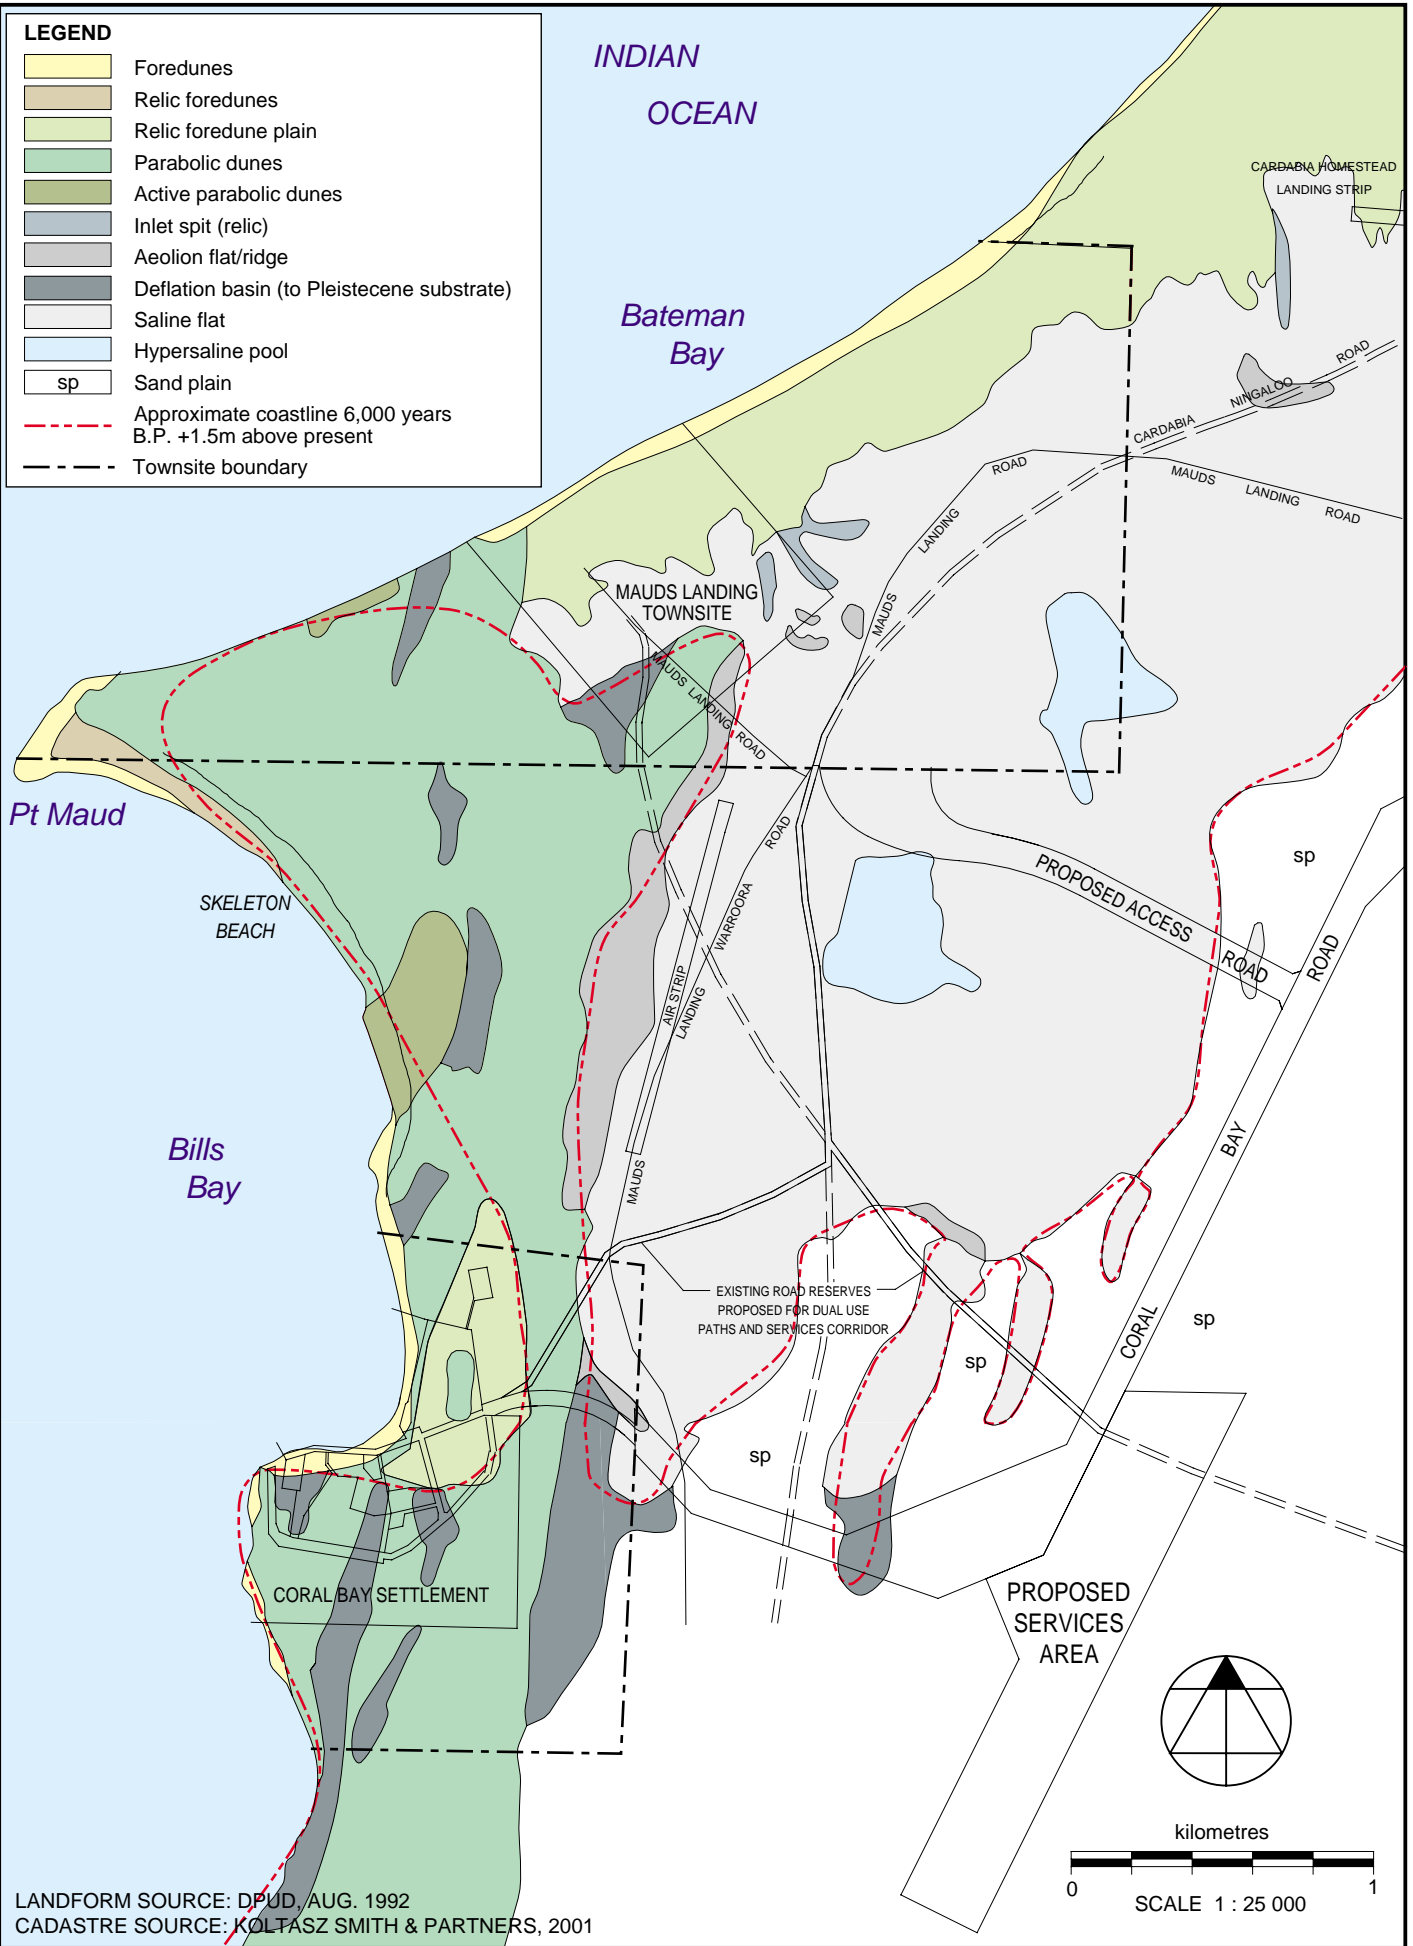 LEGEND
Foredunes
Relic foredunes
Relic foredune plain
Parabolic dunes
Active parabolic dunes
Inlet spit (relic)
Aeolion flat/ridge
Deflation basin (to Pleistecene substrate)
Saline flat
Hypersaline pool
sp Sand plain
Approximate coastline 6,000 years
B.P. +1.5m above present
Townsite boundary
INDIAN
OCEAN
CARDABIA HOMESTEAD
LANDING STRIP
Bateman
Bay
CARDABIA NINGALOO ROAD
MAUDS LANDING ROAD
MAUDS LANDING ROAD
MAUDS LANDING
TOWNSITE
MAUDS LANDING ROAD
Pt Maud
SKELETON
BEACH
sp
PROPOSED ACCESS ROAD
AIR STRIP
MAUDS LANDING WARROORA ROAD
CORAL BAY ROAD
Bills
Bay
EXISTING ROAD RESERVES
PROPOSED FOR DUAL USE
PATHS AND SERVICES CORRIDOR
sp
sp
sp
CORAL BAY SETTLEMENT
PROPOSED
SERVICES
AREA
kilometres
0 1
SCALE 1 : 25 000
LANDFORM SOURCE: DPUD, AUG. 1992
CADASTRE SOURCE: KOLTASZ SMITH & PARTNERS, 2001